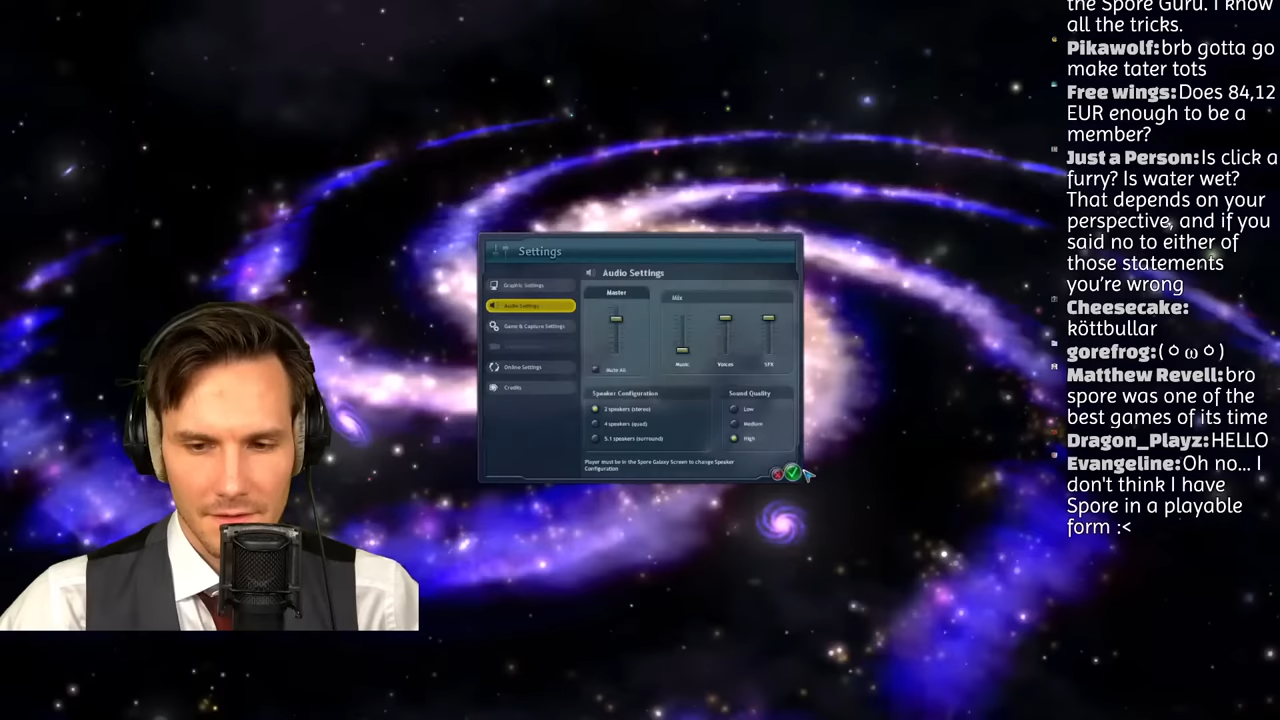 the Spore Guru. I know
all the tricks.
Pikawolf: brb gotta go
make tater tots
Free wings: Does 84,12
EUR enough to be a
member?
Just a Person: Is click a
furry? Is water wet?
That depends on your
perspective, and if you
said no to either of
those statements
you're wrong
Cheesecake:
köttbullar
gorefrog: ( ㆁ ω ㆁ )
Matthew Revell: bro
spore was one of the
best games of its time
Dragon_Playz: HELLO
Evangeline: Oh no... I
don't think I have
Spore in a playable
form :<
Settings
Graphic Settings
Audio Settings
Game & Capture Settings
Online Settings
Credits
Audio Settings
Master
Mute All
Mix
Music
Voices
SFX
Speaker Configuration
2 speakers (stereo)
4 speakers (quad)
5.1 speakers (surround)
Sound Quality
Low
Medium
High
Player must be in the Spore Galaxy Screen to change Speaker
Configuration